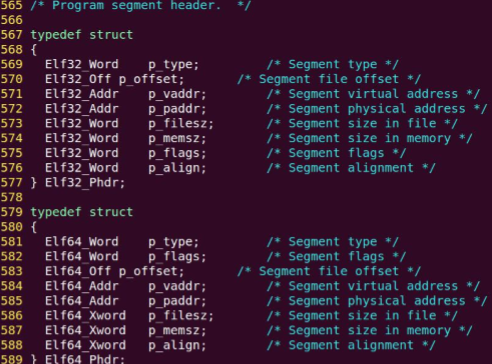 565 /* Program segment header.  */
566
567 typedef struct
568 {
569   Elf32_Word    p_type;         /* Segment type */
570   Elf32_Off p_offset;       /* Segment file offset */
571   Elf32_Addr    p_vaddr;        /* Segment virtual address */
572   Elf32_Addr    p_paddr;        /* Segment physical address */
573   Elf32_Word    p_filesz;       /* Segment size in file */
574   Elf32_Word    p_memsz;        /* Segment size in memory */
575   Elf32_Word    p_flags;        /* Segment flags */
576   Elf32_Word    p_align;        /* Segment alignment */
577 } Elf32_Phdr;
578
579 typedef struct
580 {
581   Elf64_Word    p_type;         /* Segment type */
582   Elf64_Word    p_flags;        /* Segment flags */
583   Elf64_Off p_offset;       /* Segment file offset */
584   Elf64_Addr    p_vaddr;        /* Segment virtual address */
585   Elf64_Addr    p_paddr;        /* Segment physical address */
586   Elf64_Xword   p_filesz;       /* Segment size in file */
587   Elf64_Xword   p_memsz;        /* Segment size in memory */
588   Elf64_Xword   p_align;        /* Segment alignment */
589 } Elf64_Phdr;